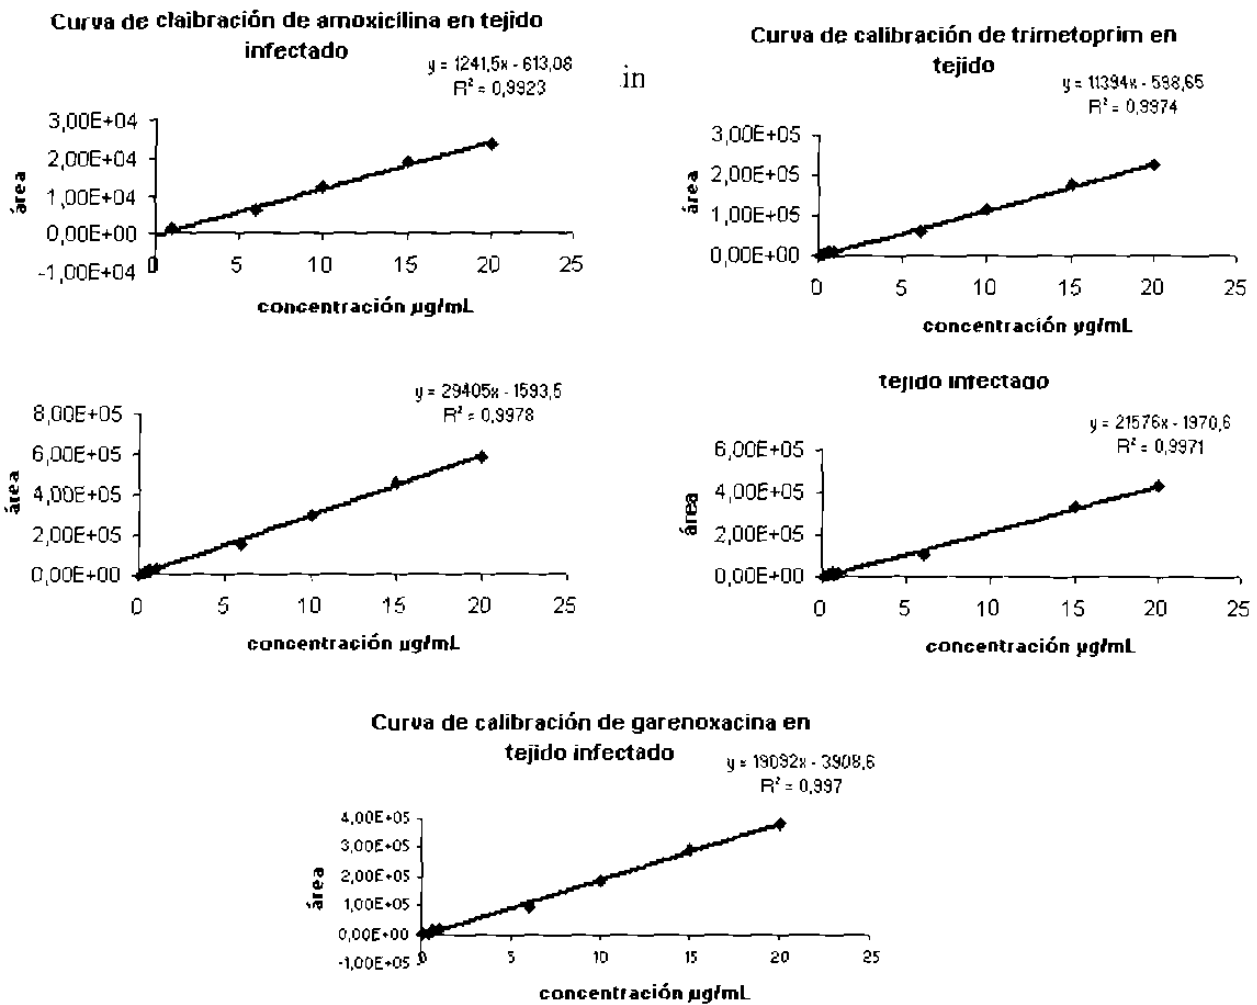 Curva de claibración de amoxicilina en tejido
infectado
y = 1241,5x - 613,08
R² = 0,9923
3,00E+04
2,00E+04
1,00E+04
0,00E+00
-1,00E+04
0 5 10 15 20 25
área
concentración µg/mL
in
Curva de calibración de trimetoprim en
tejido
y = 11394x - 598,65
R² = 0,9974
3,00E+05
2,00E+05
1,00E+05
0,00E+00
0 5 10 15 20 25
área
concentración µg/mL
y = 29405x - 1593,5
R² = 0,9978
8,00E+05
6,00E+05
4,00E+05
2,00E+05
0,00E+00
0 5 10 15 20 25
área
concentración µg/mL
tejido infectado
y = 21576x - 1970,6
R² = 0,9971
6,00E+05
4,00E+05
2,00E+05
0,00E+00
0 5 10 15 20 25
área
concentración µg/mL
Curva de calibración de garenoxacina en
tejido infectado
y = 19092x - 3908,6
R² = 0,997
4,00E+05
3,00E+05
2,00E+05
1,00E+05
0,00E+00
-1,00E+05
0 5 10 15 20 25
área
concentración µg/mL